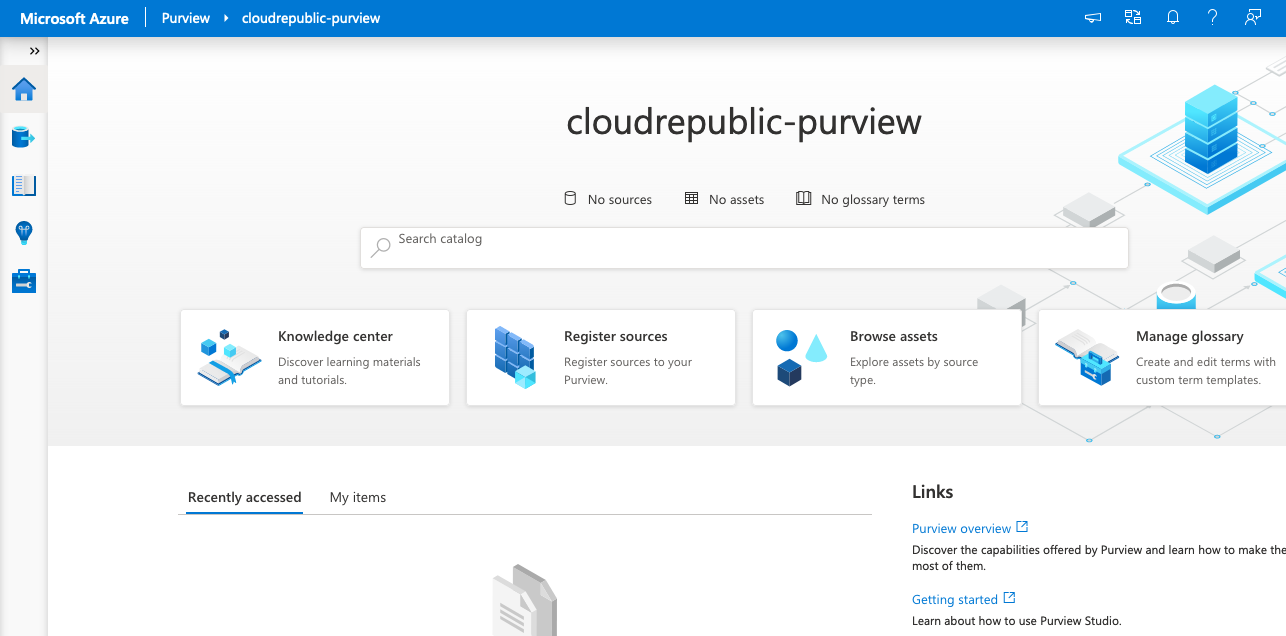 Microsoft Azure Purview cloudrepublic-purview
cloudrepublic-purview
No sources No assets No glossary terms
Search catalog
Knowledge center
Discover learning materials
and tutorials.
Register sources
Register sources to your
Purview.
Browse assets
Explore assets by source
type.
Manage glossary
Create and edit terms with
custom term templates.
Recently accessed My items
Links
Purview overview
Discover the capabilities offered by Purview and learn how to make the
most of them.
Getting started
Learn about how to use Purview Studio.